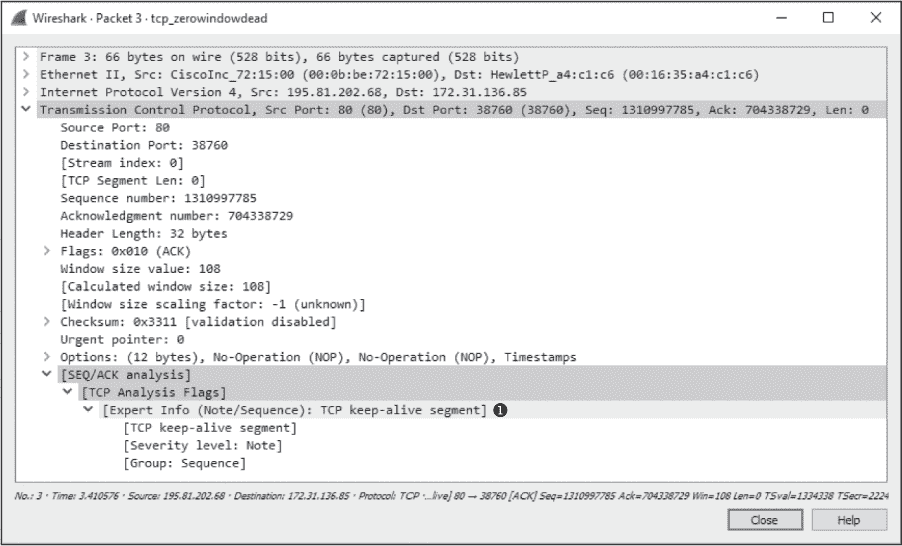 Wireshark · Packet 3 · tcp_zerowindowdead
Frame 3: 66 bytes on wire (528 bits), 66 bytes captured (528 bits)
Ethernet II, Src: CiscoInc_72:15:00 (00:0b:be:72:15:00), Dst: HewlettP_a4:c1:c6 (00:16:35:a4:c1:c6)
Internet Protocol Version 4, Src: 195.81.202.68, Dst: 172.31.136.85
Transmission Control Protocol, Src Port: 80 (80), Dst Port: 38760 (38760), Seq: 1310997785, Ack: 704338729, Len: 0
Source Port: 80
Destination Port: 38760
[Stream index: 0]
[TCP Segment Len: 0]
Sequence number: 1310997785
Acknowledgment number: 704338729
Header Length: 32 bytes
Flags: 0x010 (ACK)
Window size value: 108
[Calculated window size: 108]
[Window size scaling factor: -1 (unknown)]
Checksum: 0x3311 [validation disabled]
Urgent pointer: 0
Options: (12 bytes), No-Operation (NOP), No-Operation (NOP), Timestamps
[SEQ/ACK analysis]
[TCP Analysis Flags]
[Expert Info (Note/Sequence): TCP keep-alive segment] ❶
[TCP keep-alive segment]
[Severity level: Note]
[Group: Sequence]
No.: 3 · Time: 3.410576 · Source: 195.81.202.68 · Destination: 172.31.136.85 · Protocol: TCP ·...live] 80 → 38760 [ACK] Seq=1310997785 Ack=704338729 Win=108 Len=0 TSval=1334338 TSecr=2224
Close Help